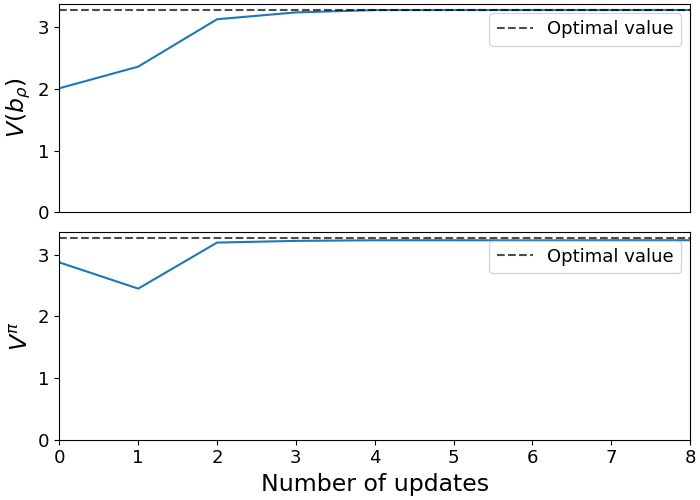 3
2
1
0
V(b_ρ)
Optimal value
3
2
1
0
V^π
Optimal value
0 1 2 3 4 5 6 7 8
Number of updates